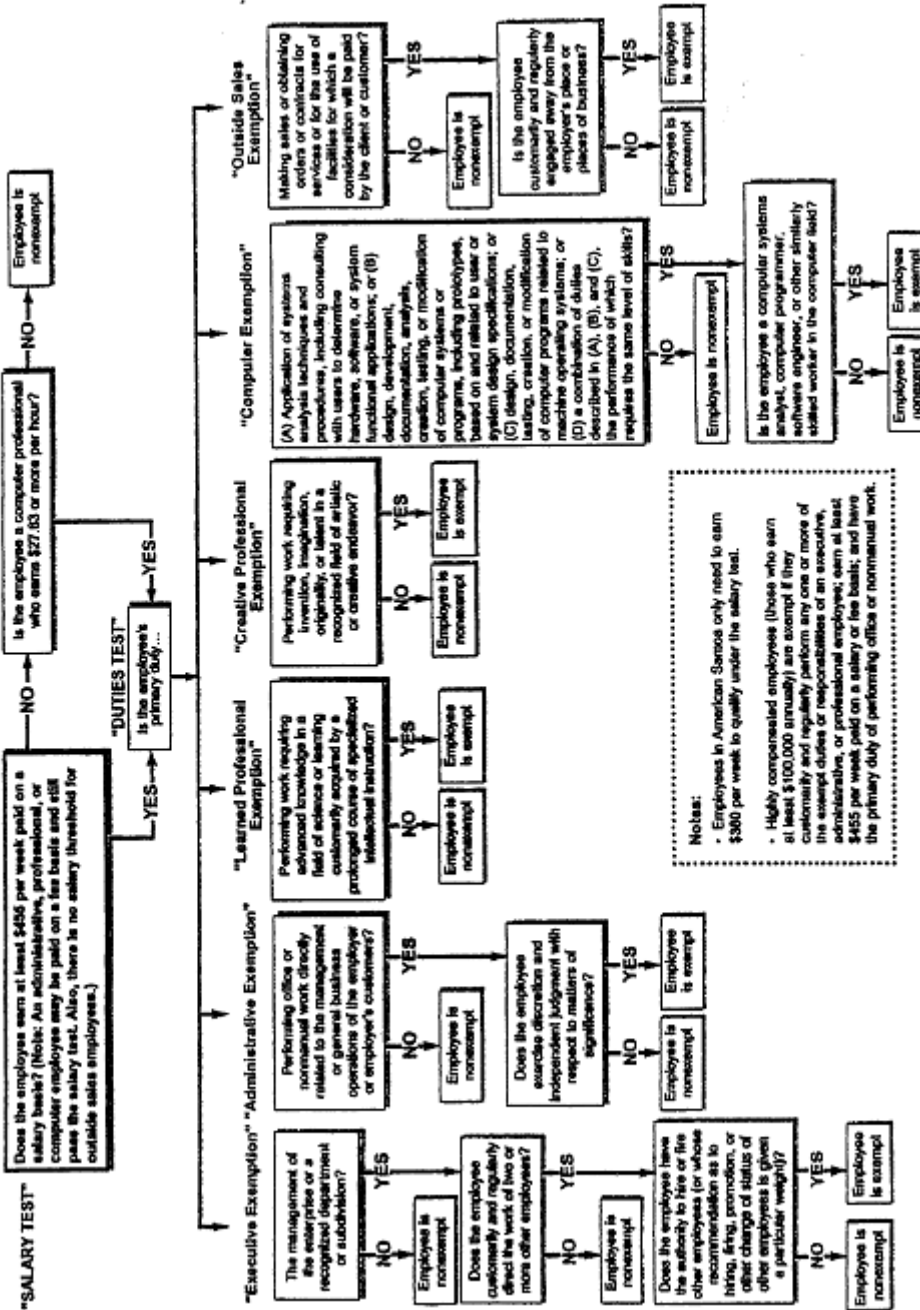 "SALARY TEST"
Does the employee earn at least $455 per week paid on a
salary basis? (Note: An administrative, professional, or
computer employee may be paid on a fee basis and still
pass the salary test. Also, there is no salary threshold for
outside sales employees.)
NO
Is the employee a computer professional
who earns $27.63 or more per hour?
NO
Employee is
nonexempt
YES
YES
"DUTIES TEST"
Is the employee's
primary duty...
"Executive Exemption"
The management of
the enterprise or a
recognized department
or subdivision?
NO
YES
Employee is
nonexempt
Does the employee
customarily and regularly
direct the work of two or
more other employees?
NO
YES
Employee is
nonexempt
Does the employee have
the authority to hire or fire
other employees (or whose
recommendation as to
hiring, firing, promotion, or
other change of status of
other employees is given
a particular weight)?
NO
YES
Employee is
nonexempt
Employee
is exempt
"Administrative Exemption"
Performing office or
nonmanual work directly
related to the management
or general business
operations of the employer
or employer's customers?
NO
YES
Employee is
nonexempt
Does the employee
exercise discretion and
independent judgment with
respect to matters of
significance?
NO
YES
Employee is
nonexempt
Employee
is exempt
"Learned Professional
Exemption"
Performing work requiring
advanced knowledge in a
field of science or learning
customarily acquired by a
prolonged course of specialized
intellectual instruction?
NO
YES
Employee is
nonexempt
Employee
is exempt
"Creative Professional
Exemption"
Performing work requiring
invention, imagination,
originality, or talent in a
recognized field of artistic
or creative endeavor?
NO
YES
Employee is
nonexempt
Employee
is exempt
"Computer Exemption"
(A) Application of systems
analysis techniques and
procedures, including consulting
with users to determine
hardware, software, or system
functional applications; or (B)
design, development,
documentation, analysis,
creation, testing, or modification
of computer systems or
programs, including prototypes,
based on and related to user or
system design specifications; or
(C) design, documentation,
testing, creation, or modification
of computer programs related to
machine operating systems; or
(D) a combination of duties
described in (A), (B), and (C),
the performance of which
requires the same level of skills?
NO
YES
Employee is nonexempt
Is the employee a computer systems
analyst, computer programmer,
software engineer, or other similarly
skilled worker in the computer field?
NO
YES
Employee is
nonexempt
Employee
is exempt
"Outside Sales
Exemption"
Making sales or obtaining
orders or contracts for
services or for the use of
facilities for which a
consideration will be paid
by the client or customer?
NO
YES
Employee is
nonexempt
Is the employee
customarily and regularly
engaged away from the
employer's place or
places of business?
NO
YES
Employee is
nonexempt
Employee
is exempt
Notes:
• Employees in American Samoa only need to earn
$380 per week to qualify under the salary test.
• Highly compensated employees (those who earn
at least $100,000 annually) are exempt if they
customarily and regularly perform any one or more of
the exempt duties or responsibilities of an executive,
administrative, or professional employee; earn at least
$455 per week paid on a salary or fee basis; and have
the primary duty of performing office or nonmanual work.